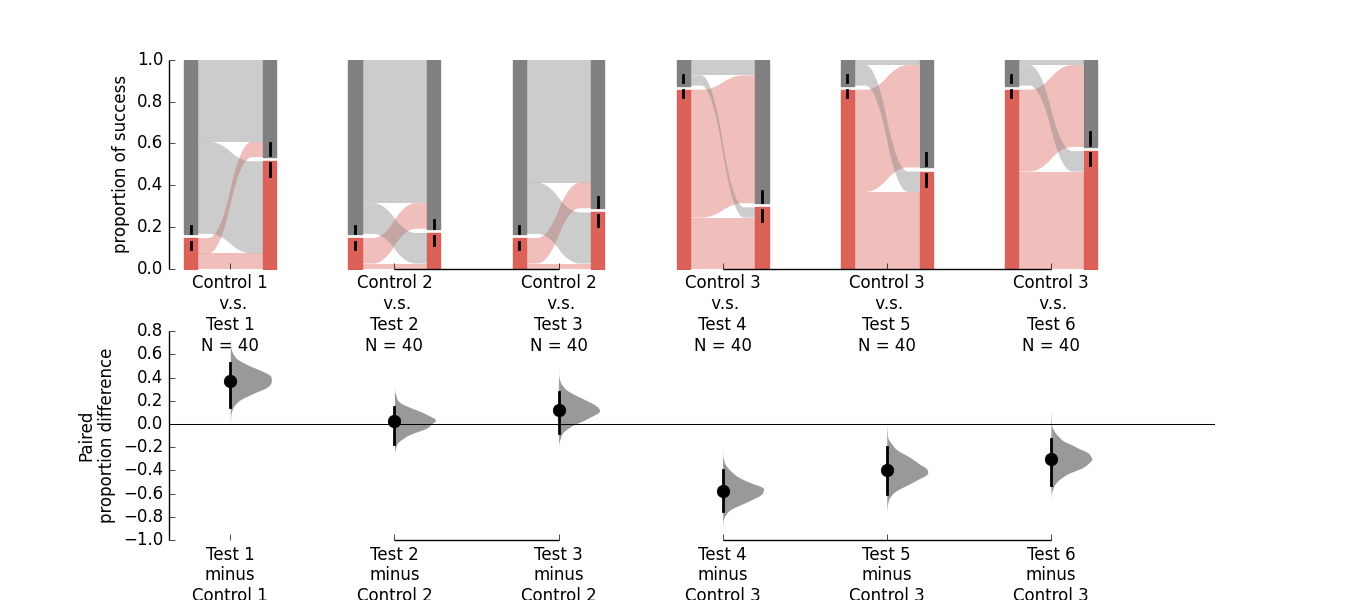 proportion of success
1.0
0.8
0.6
0.4
0.2
0.0
Control 1
v.s.
Test 1
N = 40
Control 2
v.s.
Test 2
N = 40
Control 2
v.s.
Test 3
N = 40
Control 3
v.s.
Test 4
N = 40
Control 3
v.s.
Test 5
N = 40
Control 3
v.s.
Test 6
N = 40
Paired
proportion difference
0.8
0.6
0.4
0.2
0.0
−0.2
−0.4
−0.6
−0.8
−1.0
Test 1
minus
Control 1
Test 2
minus
Control 2
Test 3
minus
Control 2
Test 4
minus
Control 3
Test 5
minus
Control 3
Test 6
minus
Control 3